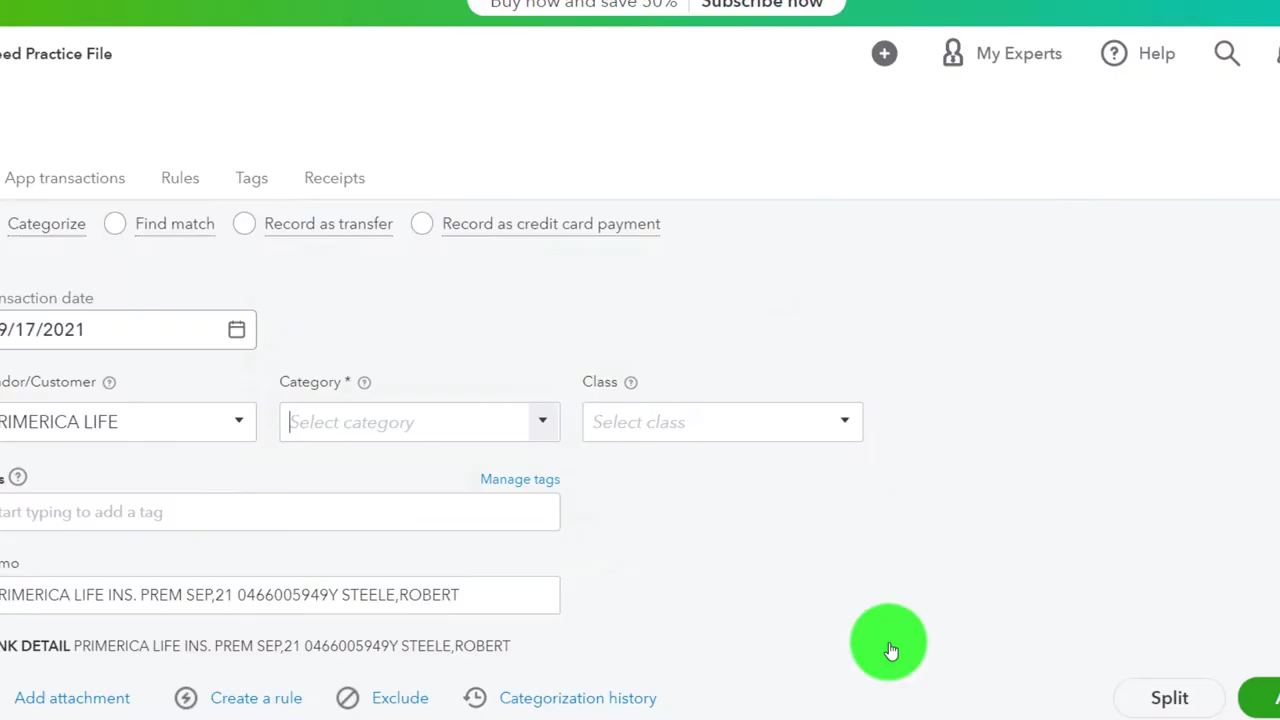 Buy now and save 50% Subscribe now
eed Practice File
My Experts
Help
App transactions
Rules
Tags
Receipts
Categorize
Find match
Record as transfer
Record as credit card payment
nsaction date
9/17/2021
dor/Customer
Category *
Class
RIMERICA LIFE
Select category
Select class
s
Manage tags
tart typing to add a tag
mo
RIMERICA LIFE INS. PREM SEP,21 0466005949Y STEELE,ROBERT
NK DETAIL PRIMERICA LIFE INS. PREM SEP,21 0466005949Y STEELE,ROBERT
Add attachment
Create a rule
Exclude
Categorization history
Split